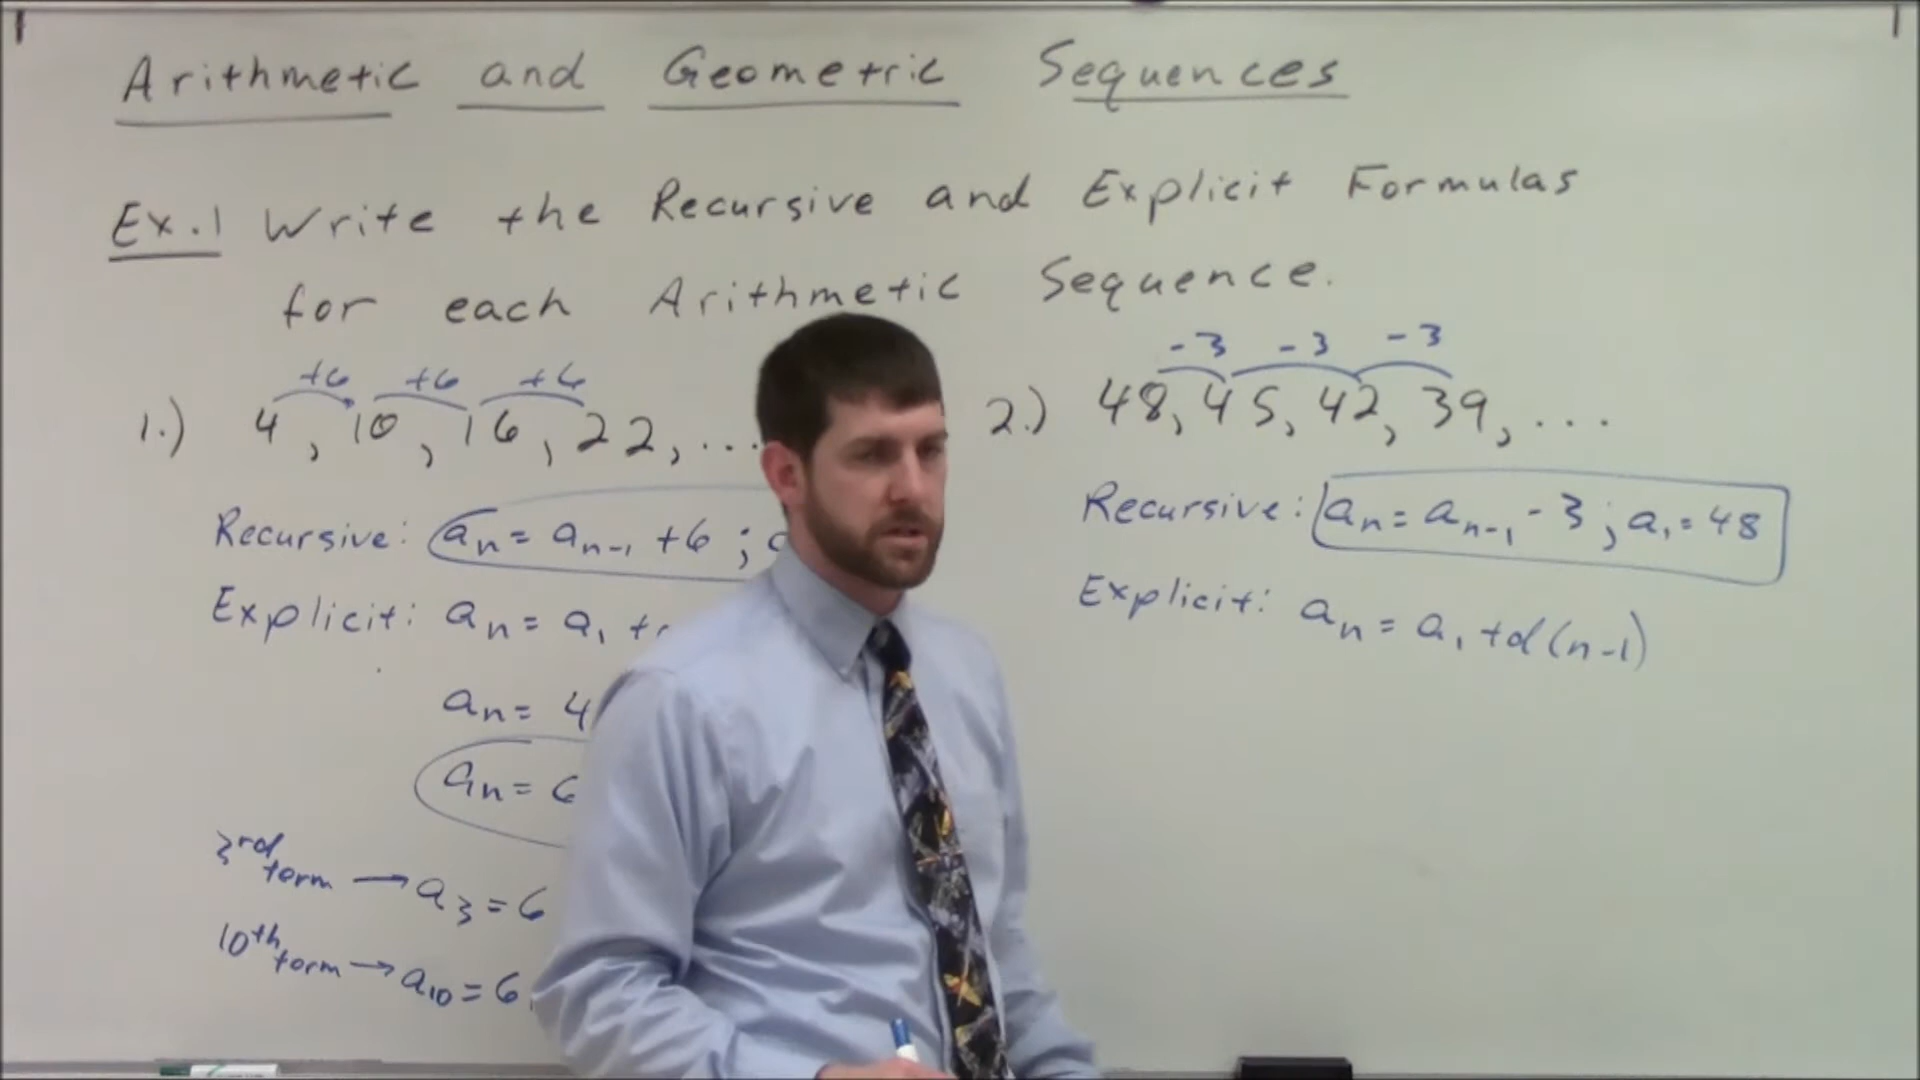 Arithmetic and Geometric Sequences
Ex.1 Write the Recursive and Explicit Formulas
for each Arithmetic Sequence.
+6 +6 +6
1.) 4, 10, 16, 22, ...
Recursive: aₙ = aₙ₋₁ +6 ;
Explicit: aₙ = a₁ +
aₙ = 4
aₙ = 6
3rd term → a₃ = 6
10th term → a₁₀ = 6
-3 -3 -3
2.) 48, 45, 42, 39, ...
Recursive: aₙ = aₙ₋₁ - 3 ; a₁ = 48
Explicit: aₙ = a₁ + d(n-1)